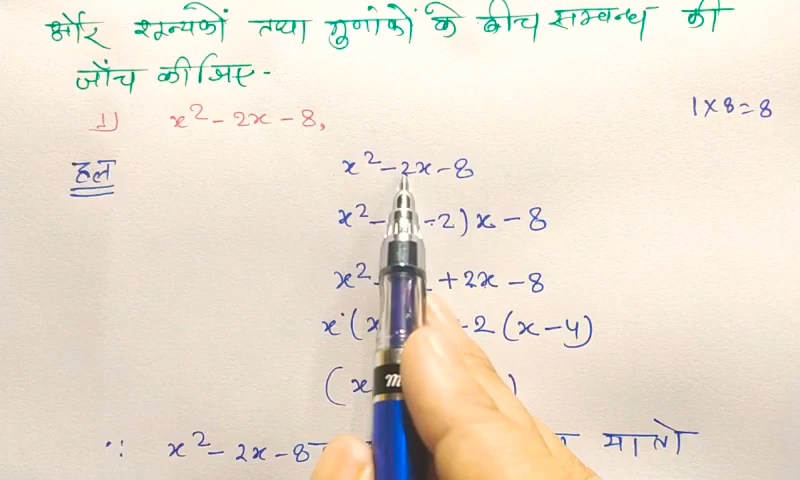 और शून्यकों तथा गुणांकों के बीच सम्बन्ध की
जाँच कीजिए -
1) x² - 2x - 8,
1 × 8 = 8
हल
x² - 2x - 8
x² - -2)x - 8
x² - + 2x - 8
x (x 2 (x - 4)
(x )
∵ x² - 2x - 8 मानो